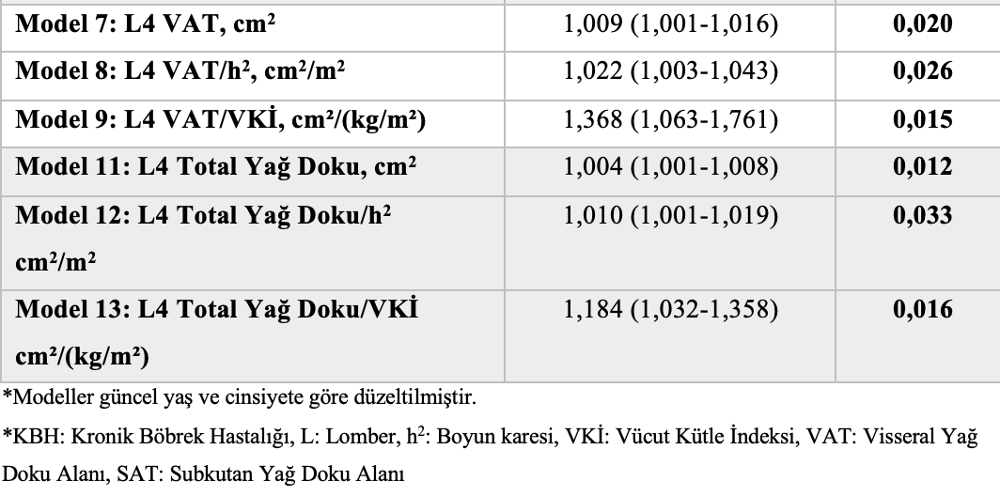 Model 7: L4 VAT, cm² 1,009 (1,001-1,016) 0,020
Model 8: L4 VAT/h², cm²/m² 1,022 (1,003-1,043) 0,026
Model 9: L4 VAT/VKİ, cm²/(kg/m²) 1,368 (1,063-1,761) 0,015
Model 11: L4 Total Yağ Doku, cm² 1,004 (1,001-1,008) 0,012
Model 12: L4 Total Yağ Doku/h² 1,010 (1,001-1,019) 0,033
cm²/m²
Model 13: L4 Total Yağ Doku/VKİ 1,184 (1,032-1,358) 0,016
cm²/(kg/m²)
*Modeller güncel yaş ve cinsiyete göre düzeltilmiştir.
*KBH: Kronik Böbrek Hastalığı, L: Lomber, h²: Boyun karesi, VKİ: Vücut Kütle İndeksi, VAT: Visseral Yağ
Doku Alanı, SAT: Subkutan Yağ Doku Alanı